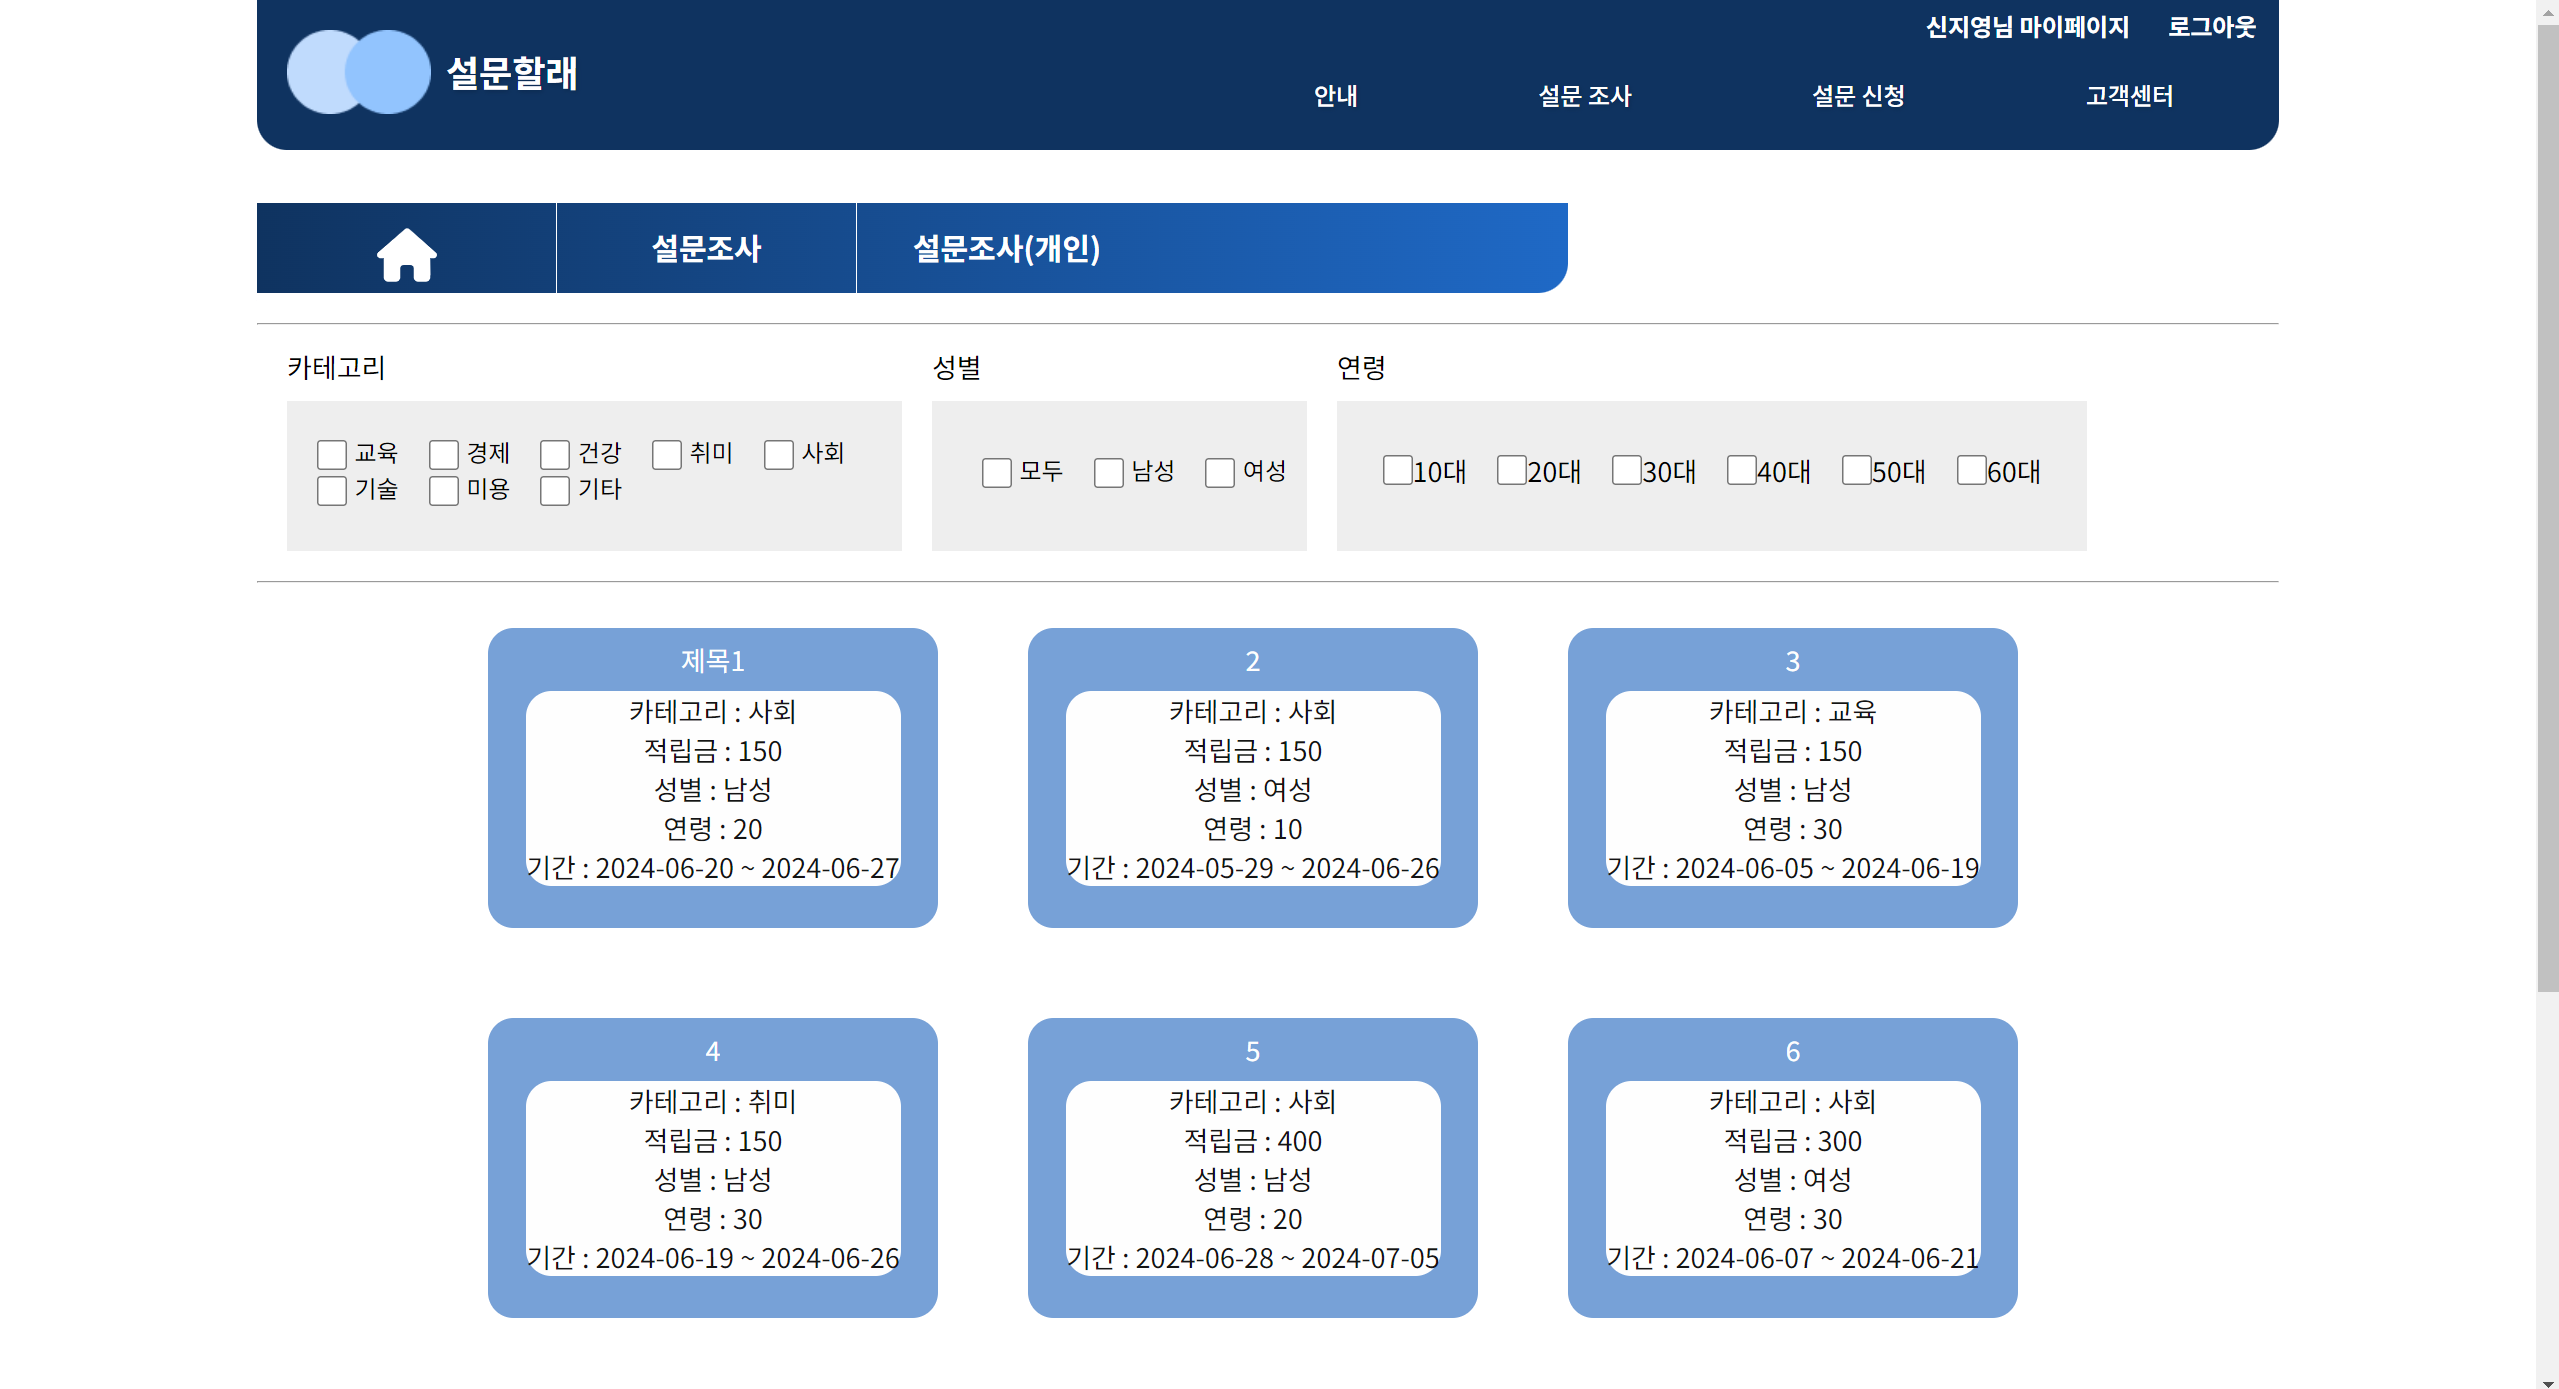 신지영님 마이페이지 로그아웃
설문할래
안내 설문 조사 설문 신청 고객센터
설문조사 설문조사(개인)
카테고리 성별 연령
교육 경제 건강 취미 사회
기술 미용 기타
모두 남성 여성
10대 20대 30대 40대 50대 60대
제목1
카테고리 : 사회
적립금 : 150
성별 : 남성
연령 : 20
기간 : 2024-06-20 ~ 2024-06-27
2
카테고리 : 사회
적립금 : 150
성별 : 여성
연령 : 10
기간 : 2024-05-29 ~ 2024-06-26
3
카테고리 : 교육
적립금 : 150
성별 : 남성
연령 : 30
기간 : 2024-06-05 ~ 2024-06-19
4
카테고리 : 취미
적립금 : 150
성별 : 남성
연령 : 30
기간 : 2024-06-19 ~ 2024-06-26
5
카테고리 : 사회
적립금 : 400
성별 : 남성
연령 : 20
기간 : 2024-06-28 ~ 2024-07-05
6
카테고리 : 사회
적립금 : 300
성별 : 여성
연령 : 30
기간 : 2024-06-07 ~ 2024-06-21